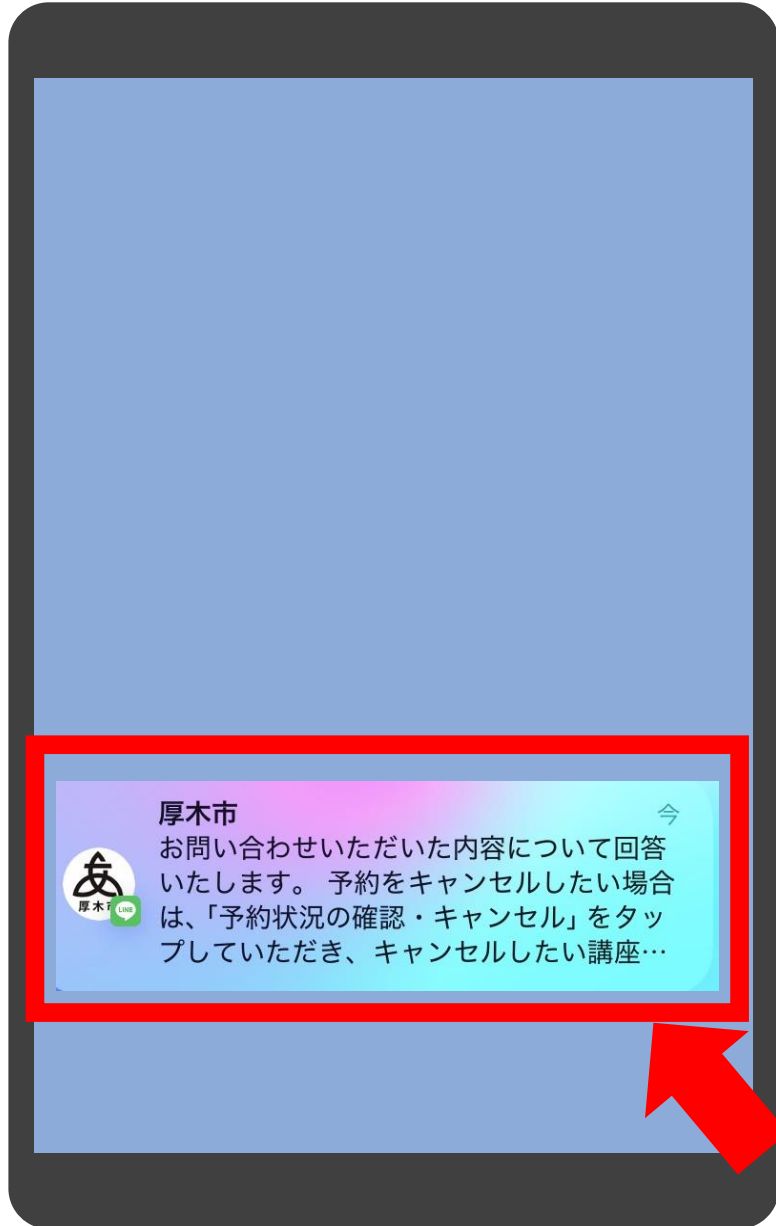 厚木市
今
お問い合わせいただいた内容について回答
いたします。 予約をキャンセルしたい場合
は、「予約状況の確認・キャンセル」をタッ
プしていただき、キャンセルしたい講座…
厚木市
LINE